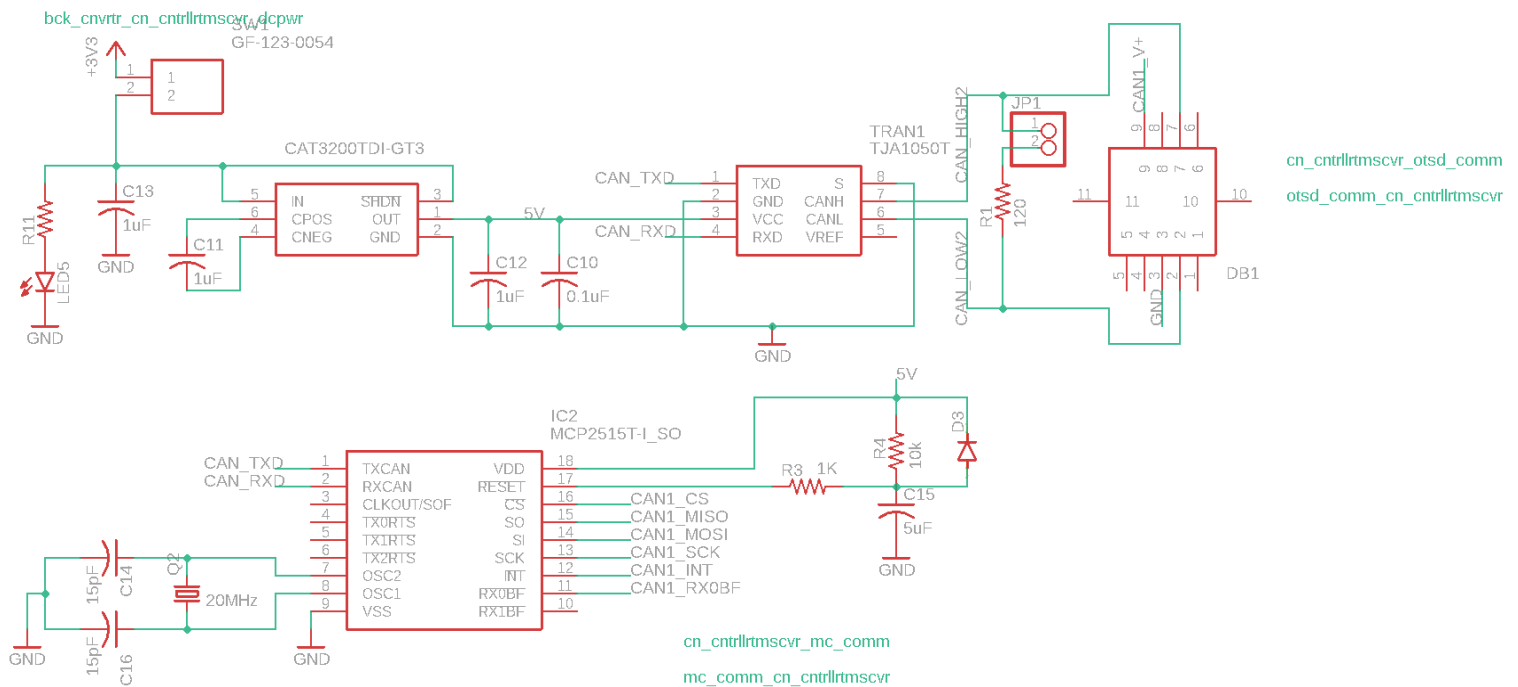 bck_cnvrtr_cn_cntrllrtmscvr_dcpwr
SW1
GF-123-0054
+3V3
1
2
1
2
CAT3200TDI-GT3
C13
1uF
GND
R11
LED5
GND
5
6
4
IN
CPOS
CNEG
SHDN
OUT
GND
3
1
2
C11
1uF
5V
C12
1uF
C10
0.1uF
CAN_TXD
CAN_RXD
TRAN1
TJA1050T
1
2
3
4
TXD
GND
VCC
RXD
S
CANH
CANL
VREF
8
7
6
5
GND
CAN_HIGH2
CAN_LOW2
JP1
1
2
R1
120
CAN1_V+
9
8
7
6
9
8
7
6
11
11
10
10
5
4
3
2
1
5
4
3
2
1
GND
DB1
cn_cntrllrtmscvr_otsd_comm
otsd_comm_cn_cntrllrtmscvr
IC2
MCP2515T-I_SO
CAN_TXD
CAN_RXD
1
2
3
4
5
6
7
8
9
TXCAN
RXCAN
CLKOUT/SOF
TX0RTS
TX1RTS
TX2RTS
OSC2
OSC1
VSS
VDD
RESET
CS
SO
SI
SCK
INT
RX0BF
RX1BF
18
17
16
15
14
13
12
11
10
CAN1_CS
CAN1_MISO
CAN1_MOSI
CAN1_SCK
CAN1_INT
CAN1_RX0BF
5V
R4
10k
D3
R3
1K
C15
5uF
GND
15pF
C14
Q2
20MHz
15pF
C16
GND
GND
cn_cntrllrtmscvr_mc_comm
mc_comm_cn_cntrllrtmscvr